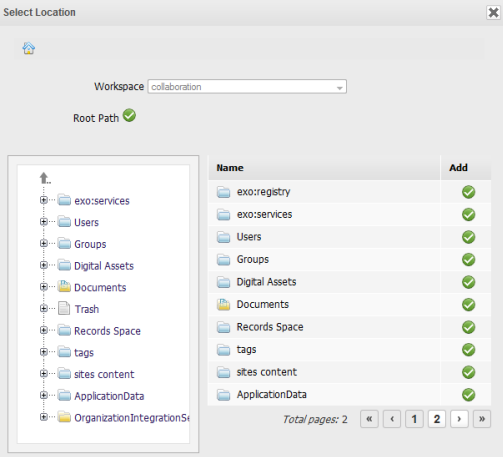 Select Location
Workspace collaboration
Root Path
exo:services
Users
Groups
Digital Assets
Documents
Trash
Records Space
tags
sites content
ApplicationData
OrganizationIntegrationSe
Name Add
exo:registry
exo:services
Users
Groups
Digital Assets
Documents
Records Space
tags
sites content
ApplicationData
Total pages: 2 « ‹ 1 2 › »